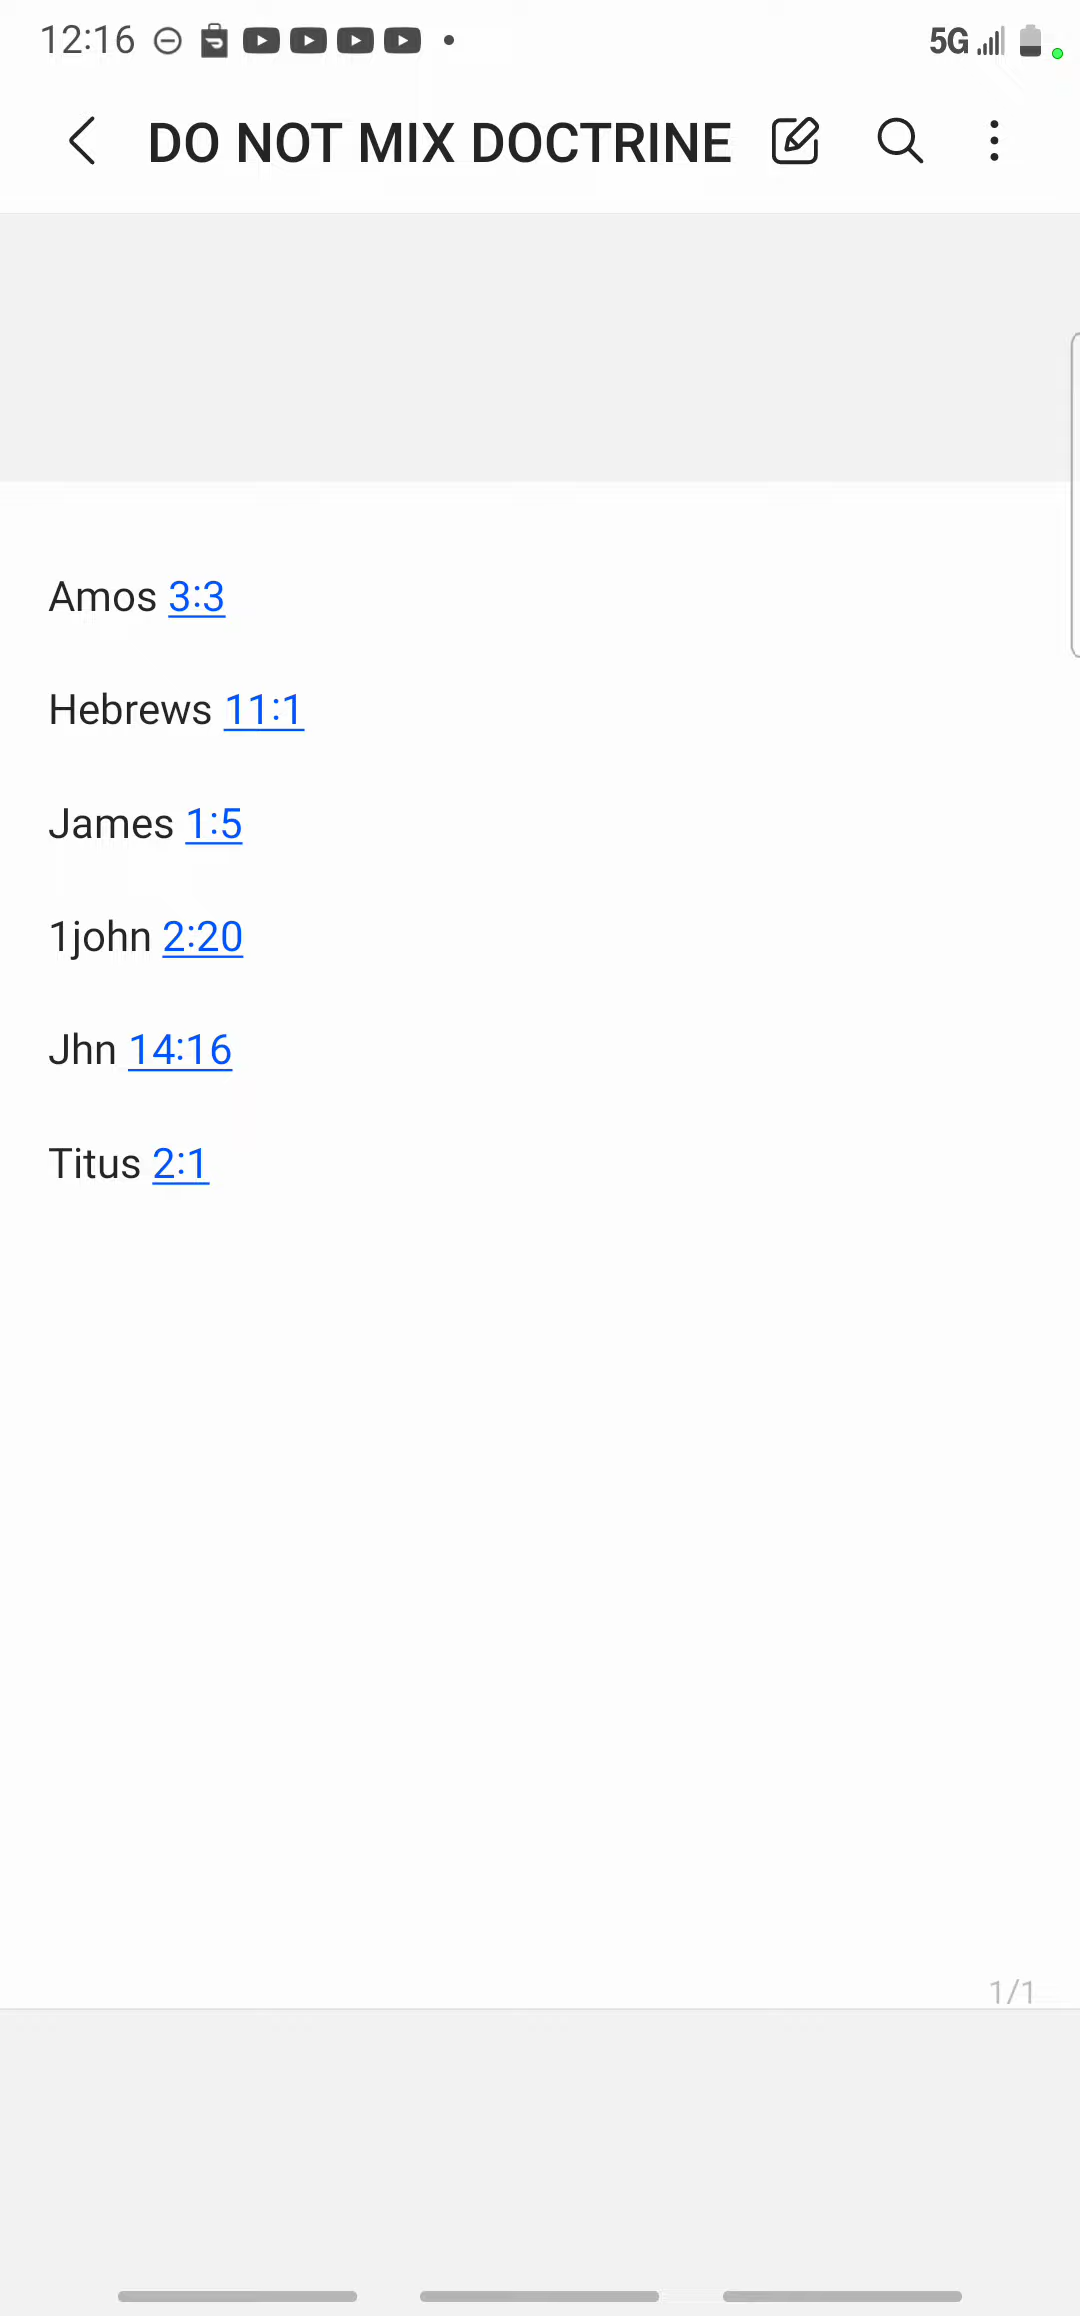 12:16
5G
DO NOT MIX DOCTRINE
Amos 3:3
Hebrews 11:1
James 1:5
1john 2:20
Jhn 14:16
Titus 2:1
1/1